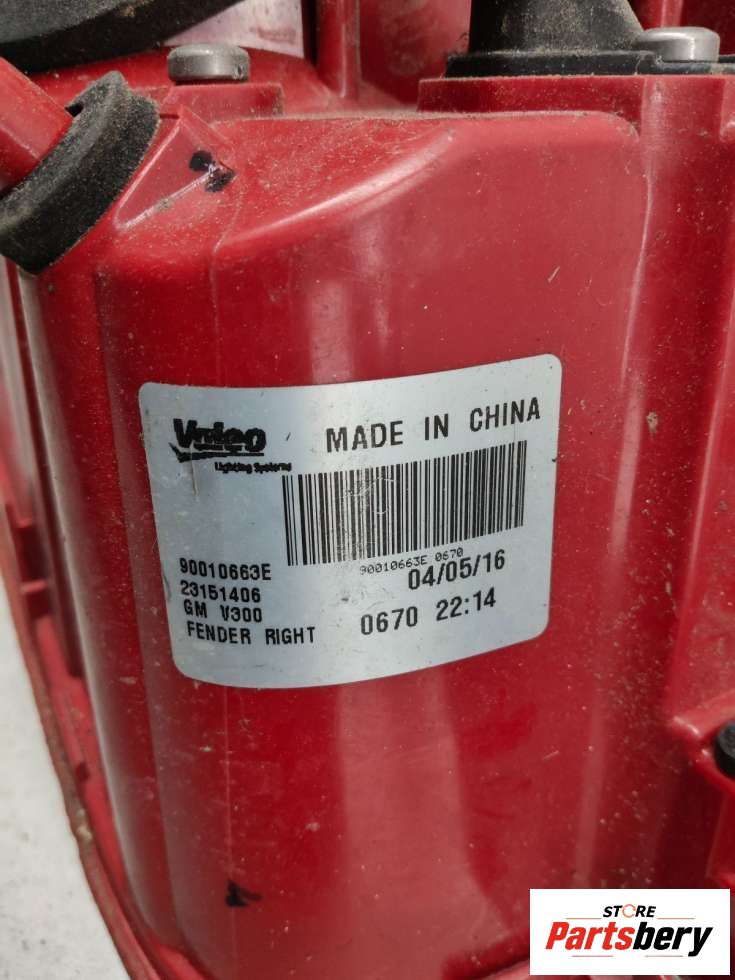 Valeo
Lighting Systems
MADE IN CHINA
90010663E 0670
90010663E
23151406
GM V300
FENDER RIGHT
04/05/16
0670 22:14
STORE
Partsbery